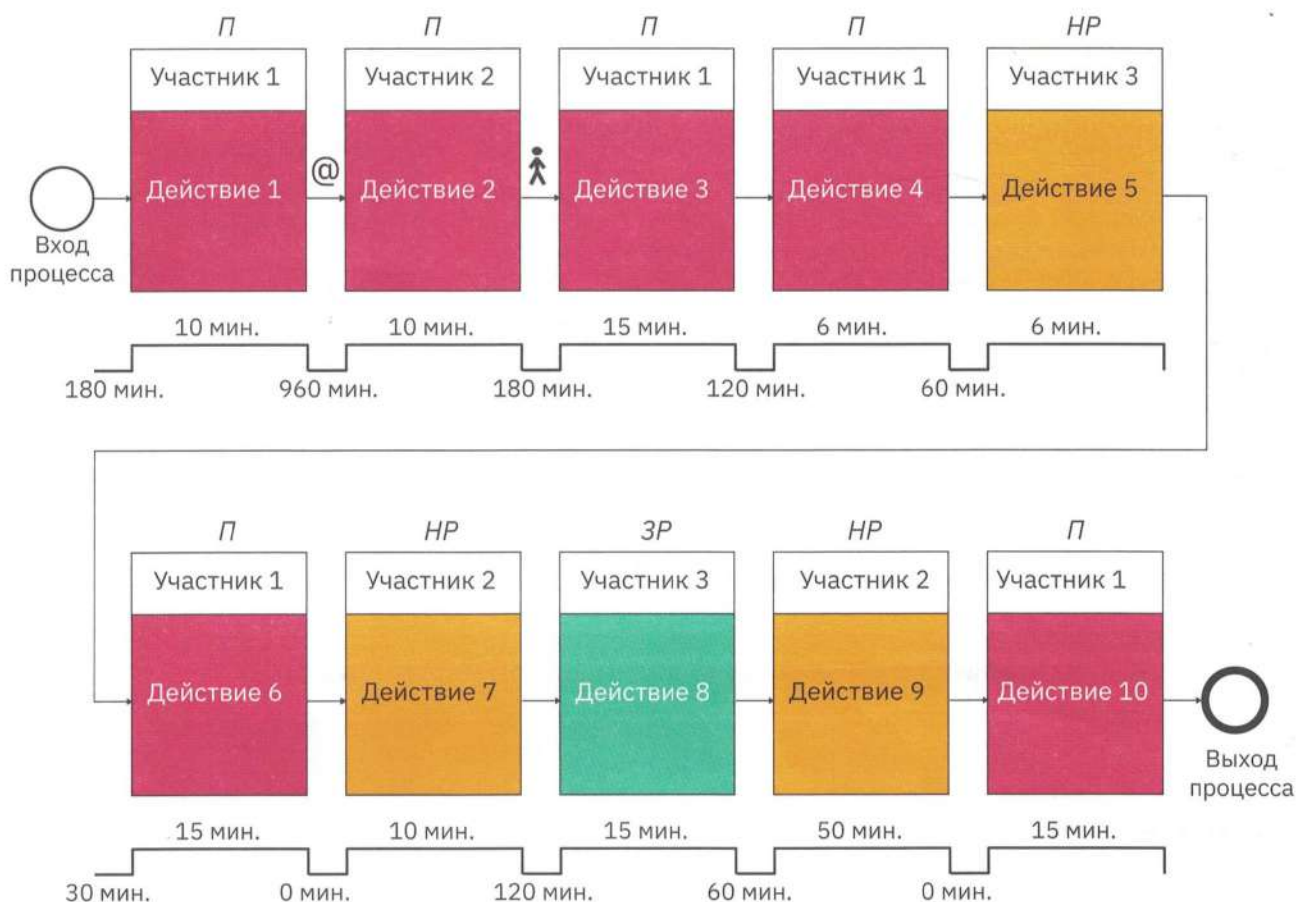 П П П П НР
Участник 1 Участник 2 Участник 1 Участник 1 Участник 3
@
Действие 1 Действие 2 Действие 3 Действие 4 Действие 5
Вход
процесса
10 мин. 10 мин. 15 мин. 6 мин. 6 мин.
180 мин. 960 мин. 180 мин. 120 мин. 60 мин.
П НР ЗР НР П
Участник 1 Участник 2 Участник 3 Участник 2 Участник 1
Действие 6 Действие 7 Действие 8 Действие 9 Действие 10
Выход
процесса
15 мин. 10 мин. 15 мин. 50 мин. 15 мин.
30 мин. 0 мин. 120 мин. 60 мин. 0 мин.